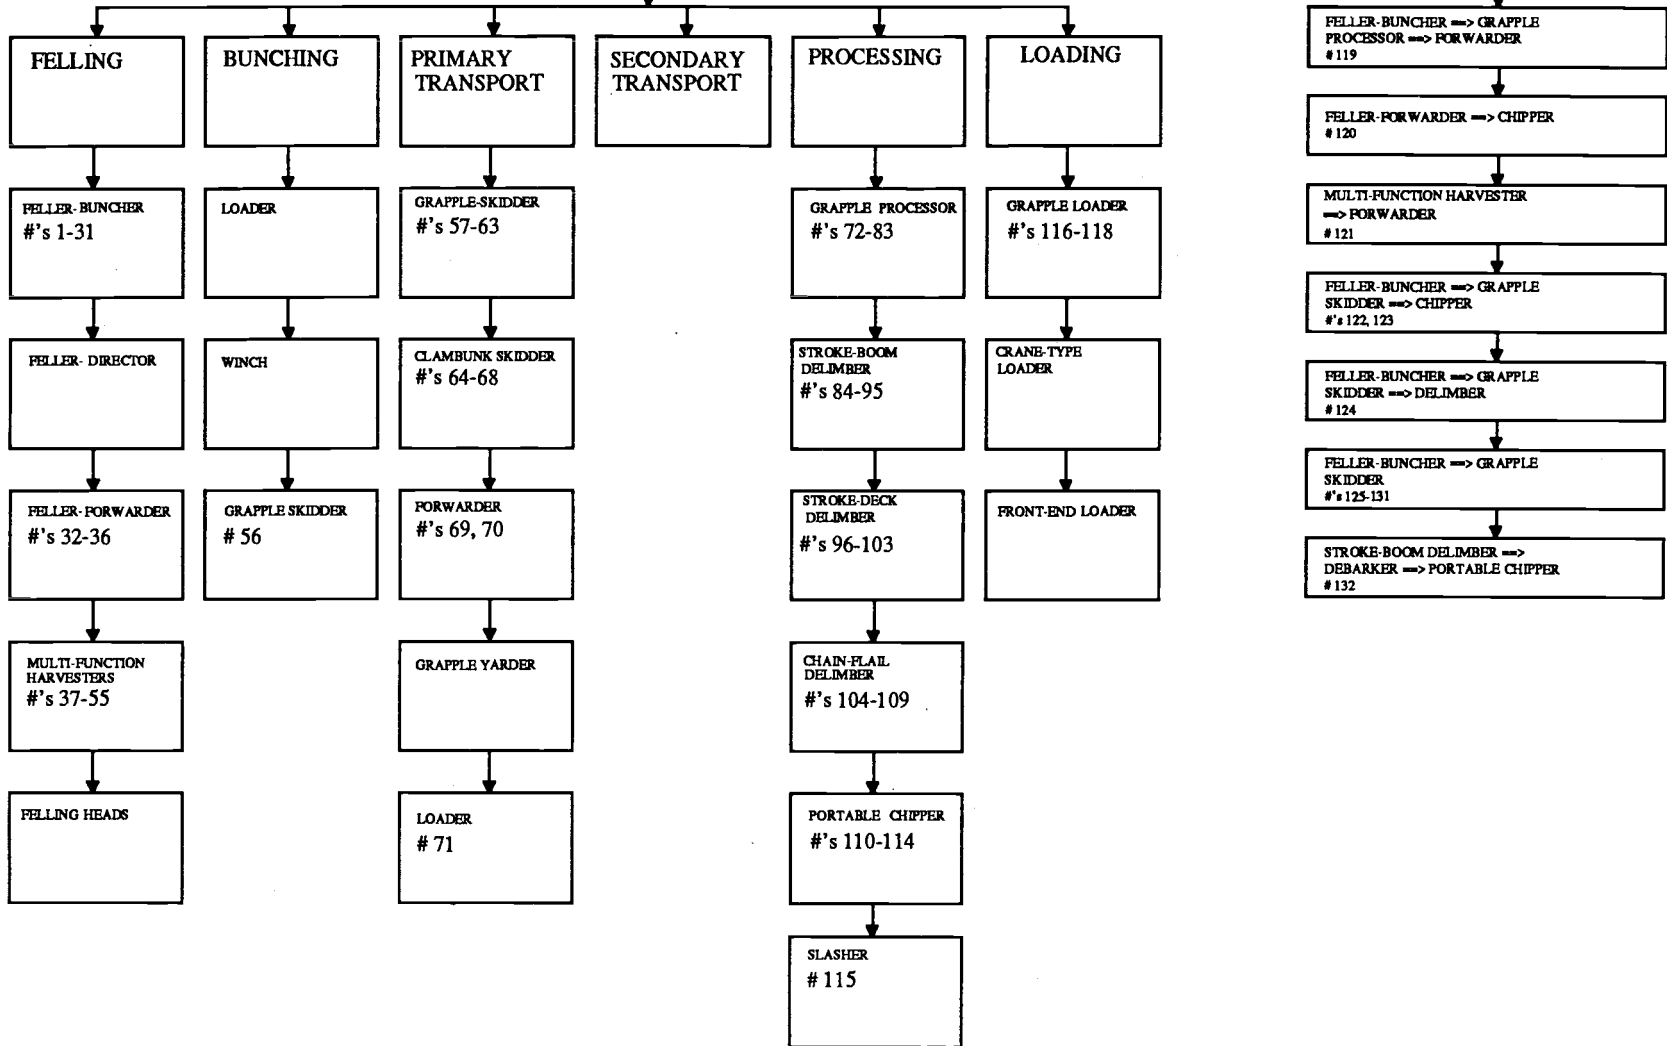 FELLING
BUNCHING
PRIMARY
TRANSPORT
SECONDARY
TRANSPORT
PROCESSING
LOADING
FELLER-BUNCHER
#'s 1-31
FELLER- DIRECTOR
FELLER-FORWARDER
#'s 32-36
MULTI-FUNCTION
HARVESTERS
#'s 37-55
FELLING HEADS
LOADER
WINCH
GRAPPLE SKIDDER
# 56
GRAPPLE-SKIDDER
#'s 57-63
CLAMBUNK SKIDDER
#'s 64-68
FORWARDER
#'s 69, 70
GRAPPLE YARDER
LOADER
# 71
GRAPPLE PROCESSOR
#'s 72-83
STROKE-BOOM
DELIMBER
#'s 84-95
STROKE-DECK
DELIMBER
#'s 96-103
CHAIN-FLAIL
DELIMBER
#'s 104-109
PORTABLE CHIPPER
#'s 110-114
SLASHER
# 115
GRAPPLE LOADER
#'s 116-118
CRANE-TYPE
LOADER
FRONT-END LOADER
FELLER-BUNCHER ==> GRAPPLE
PROCESSOR ==> FORWARDER
# 119
FELLER-FORWARDER ==> CHIPPER
# 120
MULTI-FUNCTION HARVESTER
==> FORWARDER
# 121
FELLER-BUNCHER ==> GRAPPLE
SKIDDER ==> CHIPPER
#'s 122, 123
FELLER-BUNCHER ==> GRAPPLE
SKIDDER ==> DELIMBER
# 124
FELLER-BUNCHER ==> GRAPPLE
SKIDDER
#'s 125-131
STROKE-BOOM DELIMBER ==>
DEBARKER ==> PORTABLE CHIPPER
# 132